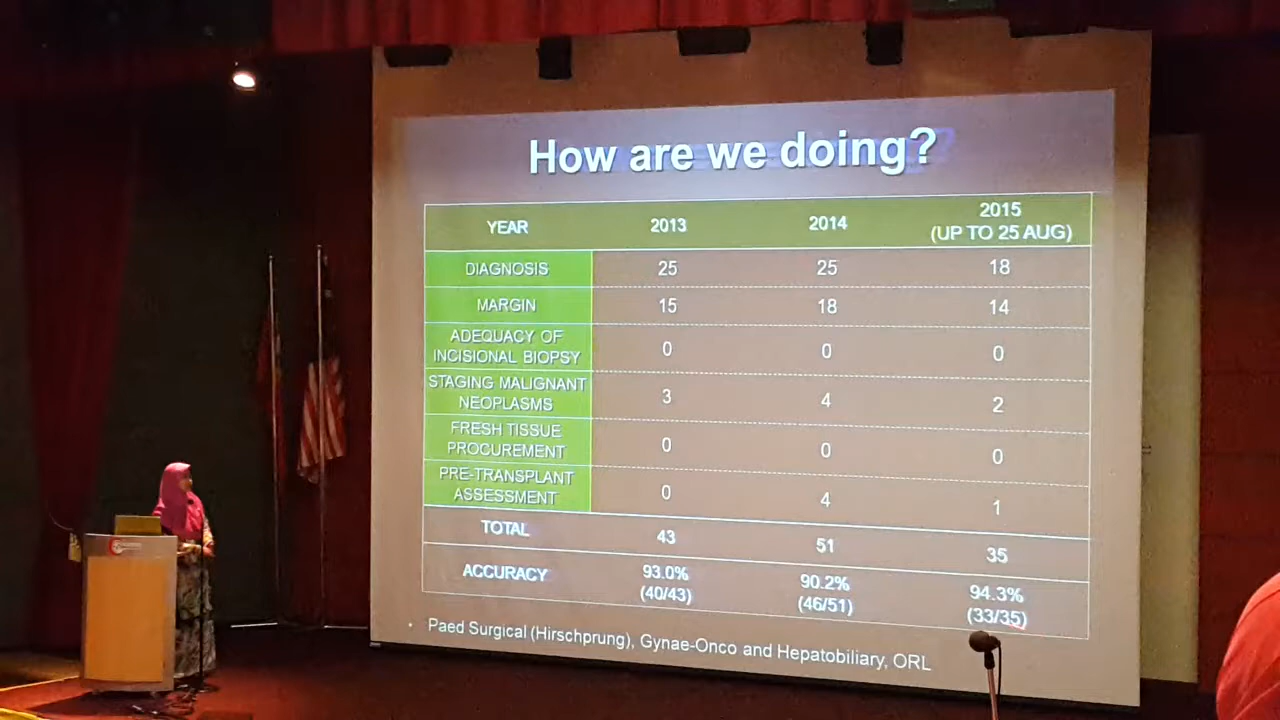 How are we doing?
YEAR 2013 2014 2015
(UP TO 25 AUG)
DIAGNOSIS 25 25 18
MARGIN 15 18 14
ADEQUACY OF
INCISIONAL BIOPSY 0 0 0
STAGING MALIGNANT
NEOPLASMS 3 4 2
FRESH TISSUE
PROCUREMENT 0 0 0
PRE-TRANSPLANT
ASSESSMENT 0 4 1
TOTAL 43 51 35
ACCURACY 93.0% 90.2% 94.3%
(40/43) (46/51) (33/35)
• Paed Surgical (Hirschprung), Gynae-Onco and Hepatobiliary, ORL